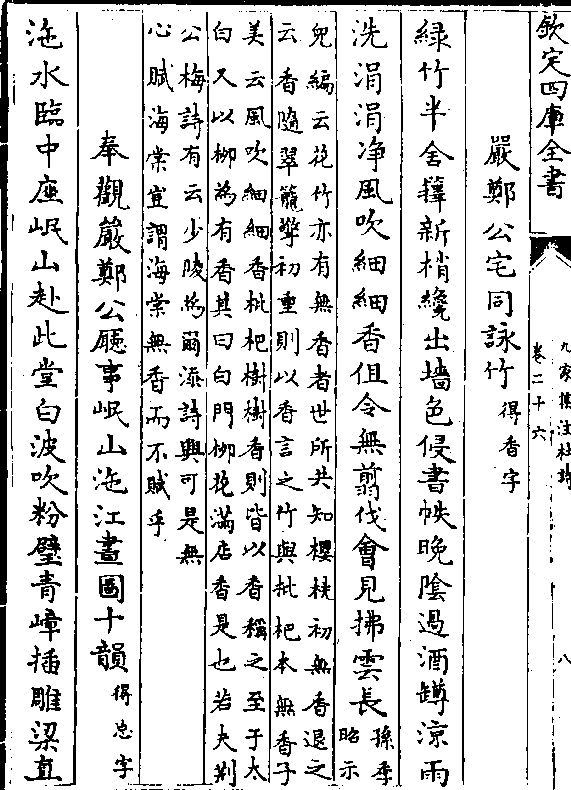 欽定四庫全書
九家集注杜詩
卷二十六
八
嚴鄭公宅同詠竹 得香字
緑竹半含籜新梢纔出墻色侵書帙晚陰過酒罇涼雨
洗涓涓净風吹細細香但令無翦伐會見拂雲長 孫季
昭示
兒編云花竹亦有無香者世所共知櫻桃初無香退之
云香隨翠籠擎初重則以香言之竹與枇杷本無香子
美云風吹細細香枇杷樹樹香則皆以香稱之至于太
白又以柳為有香其曰白門柳花滿店香是也若夫荆
公梅詩有云少陵為爾添詩興可是無
心賦海棠豈謂海棠無香而不賦乎
奉觀嚴鄭公廳事岷山沲江畫圖十韻 得忘字
沲水臨中座岷山赴此堂白波吹粉壁青嶂插雕梁直